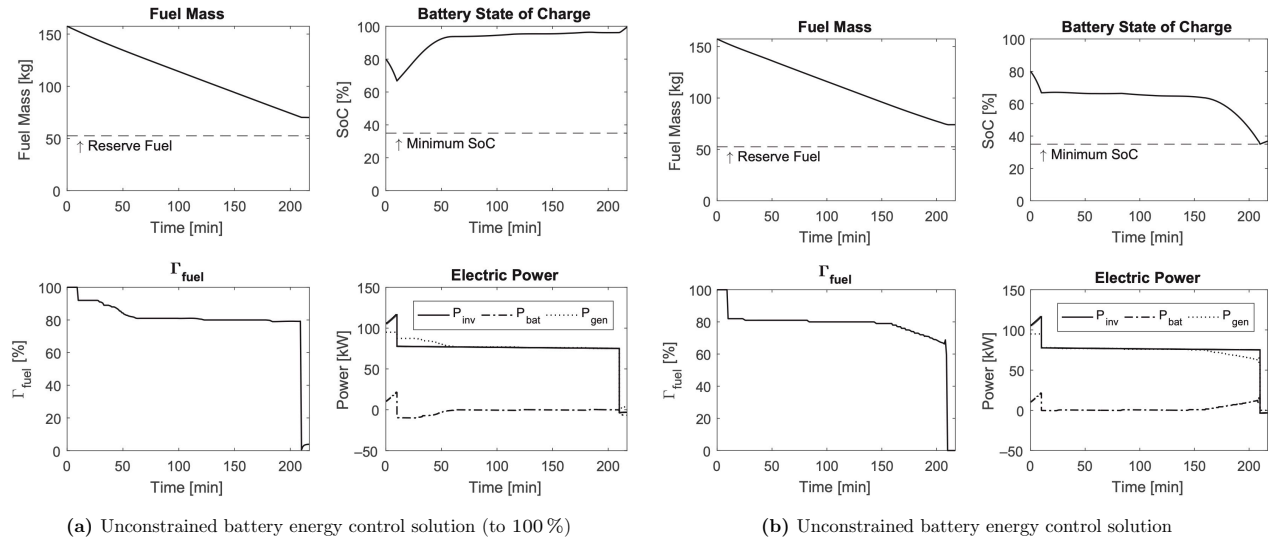 Fuel Mass
150
100
50
0
Fuel Mass [kg]
↑ Reserve Fuel
0 50 100 150 200
Time [min]
Battery State of Charge
100
80
60
40
20
0
SoC [%]
↑ Minimum SoC
0 50 100 150 200
Time [min]
Γfuel
100
80
60
40
20
0
Γfuel [%]
0 50 100 150 200
Time [min]
Electric Power
150
100
50
0
−50
Power [kW]
Pinv Pbat Pgen
0 50 100 150 200
Time [min]
(a) Unconstrained battery energy control solution (to 100 %)
Fuel Mass
150
100
50
0
Fuel Mass [kg]
↑ Reserve Fuel
0 50 100 150 200
Time [min]
Battery State of Charge
100
80
60
40
20
0
SoC [%]
↑ Minimum SoC
0 50 100 150 200
Time [min]
Γfuel
100
80
60
40
20
0
Γfuel [%]
0 50 100 150 200
Time [min]
Electric Power
150
100
50
0
−50
Power [kW]
Pinv Pbat Pgen
0 50 100 150 200
Time [min]
(b) Unconstrained battery energy control solution